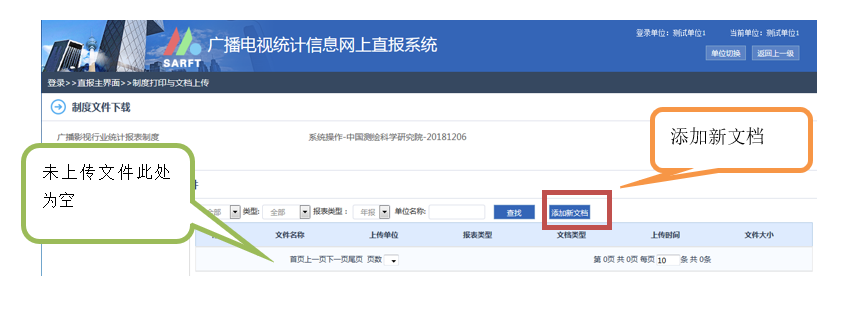 登录单位：测试单位1 当前单位：测试单位1
广播电视统计信息网上直报系统
SARFT
单位切换 返回上一级
登录>>直报主界面>>制度打印与文档上传
制度文件下载
广播影视行业统计报表制度 系统操作-中国测绘科学研究院-20181206
添加新文档
未上传文件此处
为空
件
全部 类型: 全部 报表类型： 年报 单位名称: 查找 添加新文档
文件名称 上传单位 报表类型 文档类型 上传时间 文件大小
首页上一页下一页尾页 页数 第 0页 共 0页 每页 10 条 共 0条